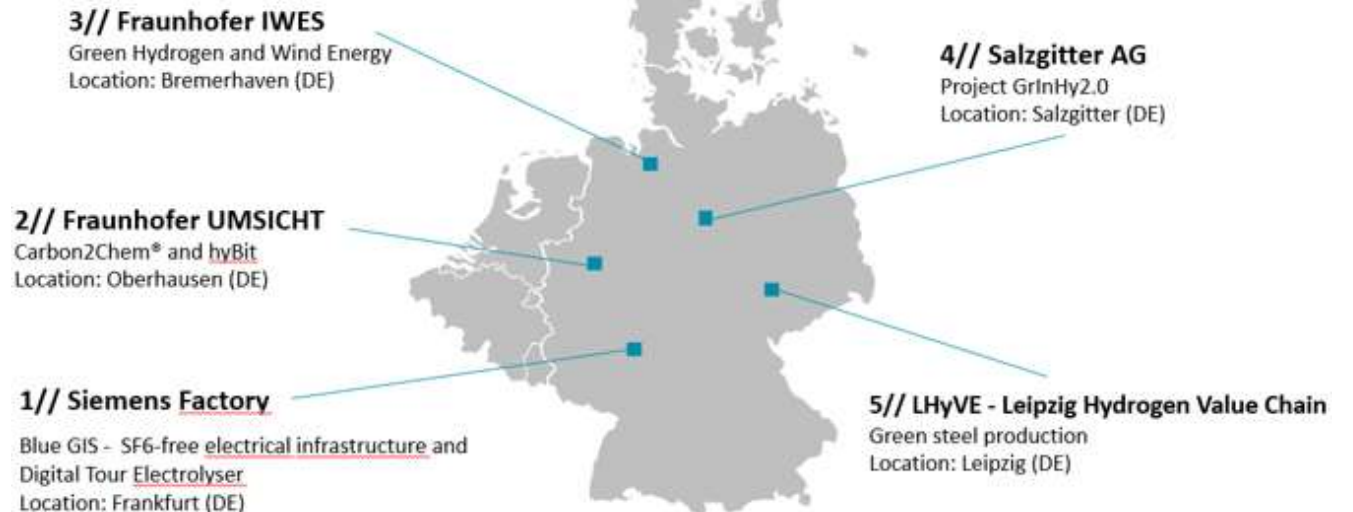 3// Fraunhofer IWES
Green Hydrogen and Wind Energy
Location: Bremerhaven (DE)
4// Salzgitter AG
Project GrInHy2.0
Location: Salzgitter (DE)
2// Fraunhofer UMSICHT
Carbon2Chem® and hyBit
Location: Oberhausen (DE)
1// Siemens Factory
Blue GIS - SF6-free electrical infrastructure and
Digital Tour Electrolyser
Location: Frankfurt (DE)
5// LHyVE - Leipzig Hydrogen Value Chain
Green steel production
Location: Leipzig (DE)